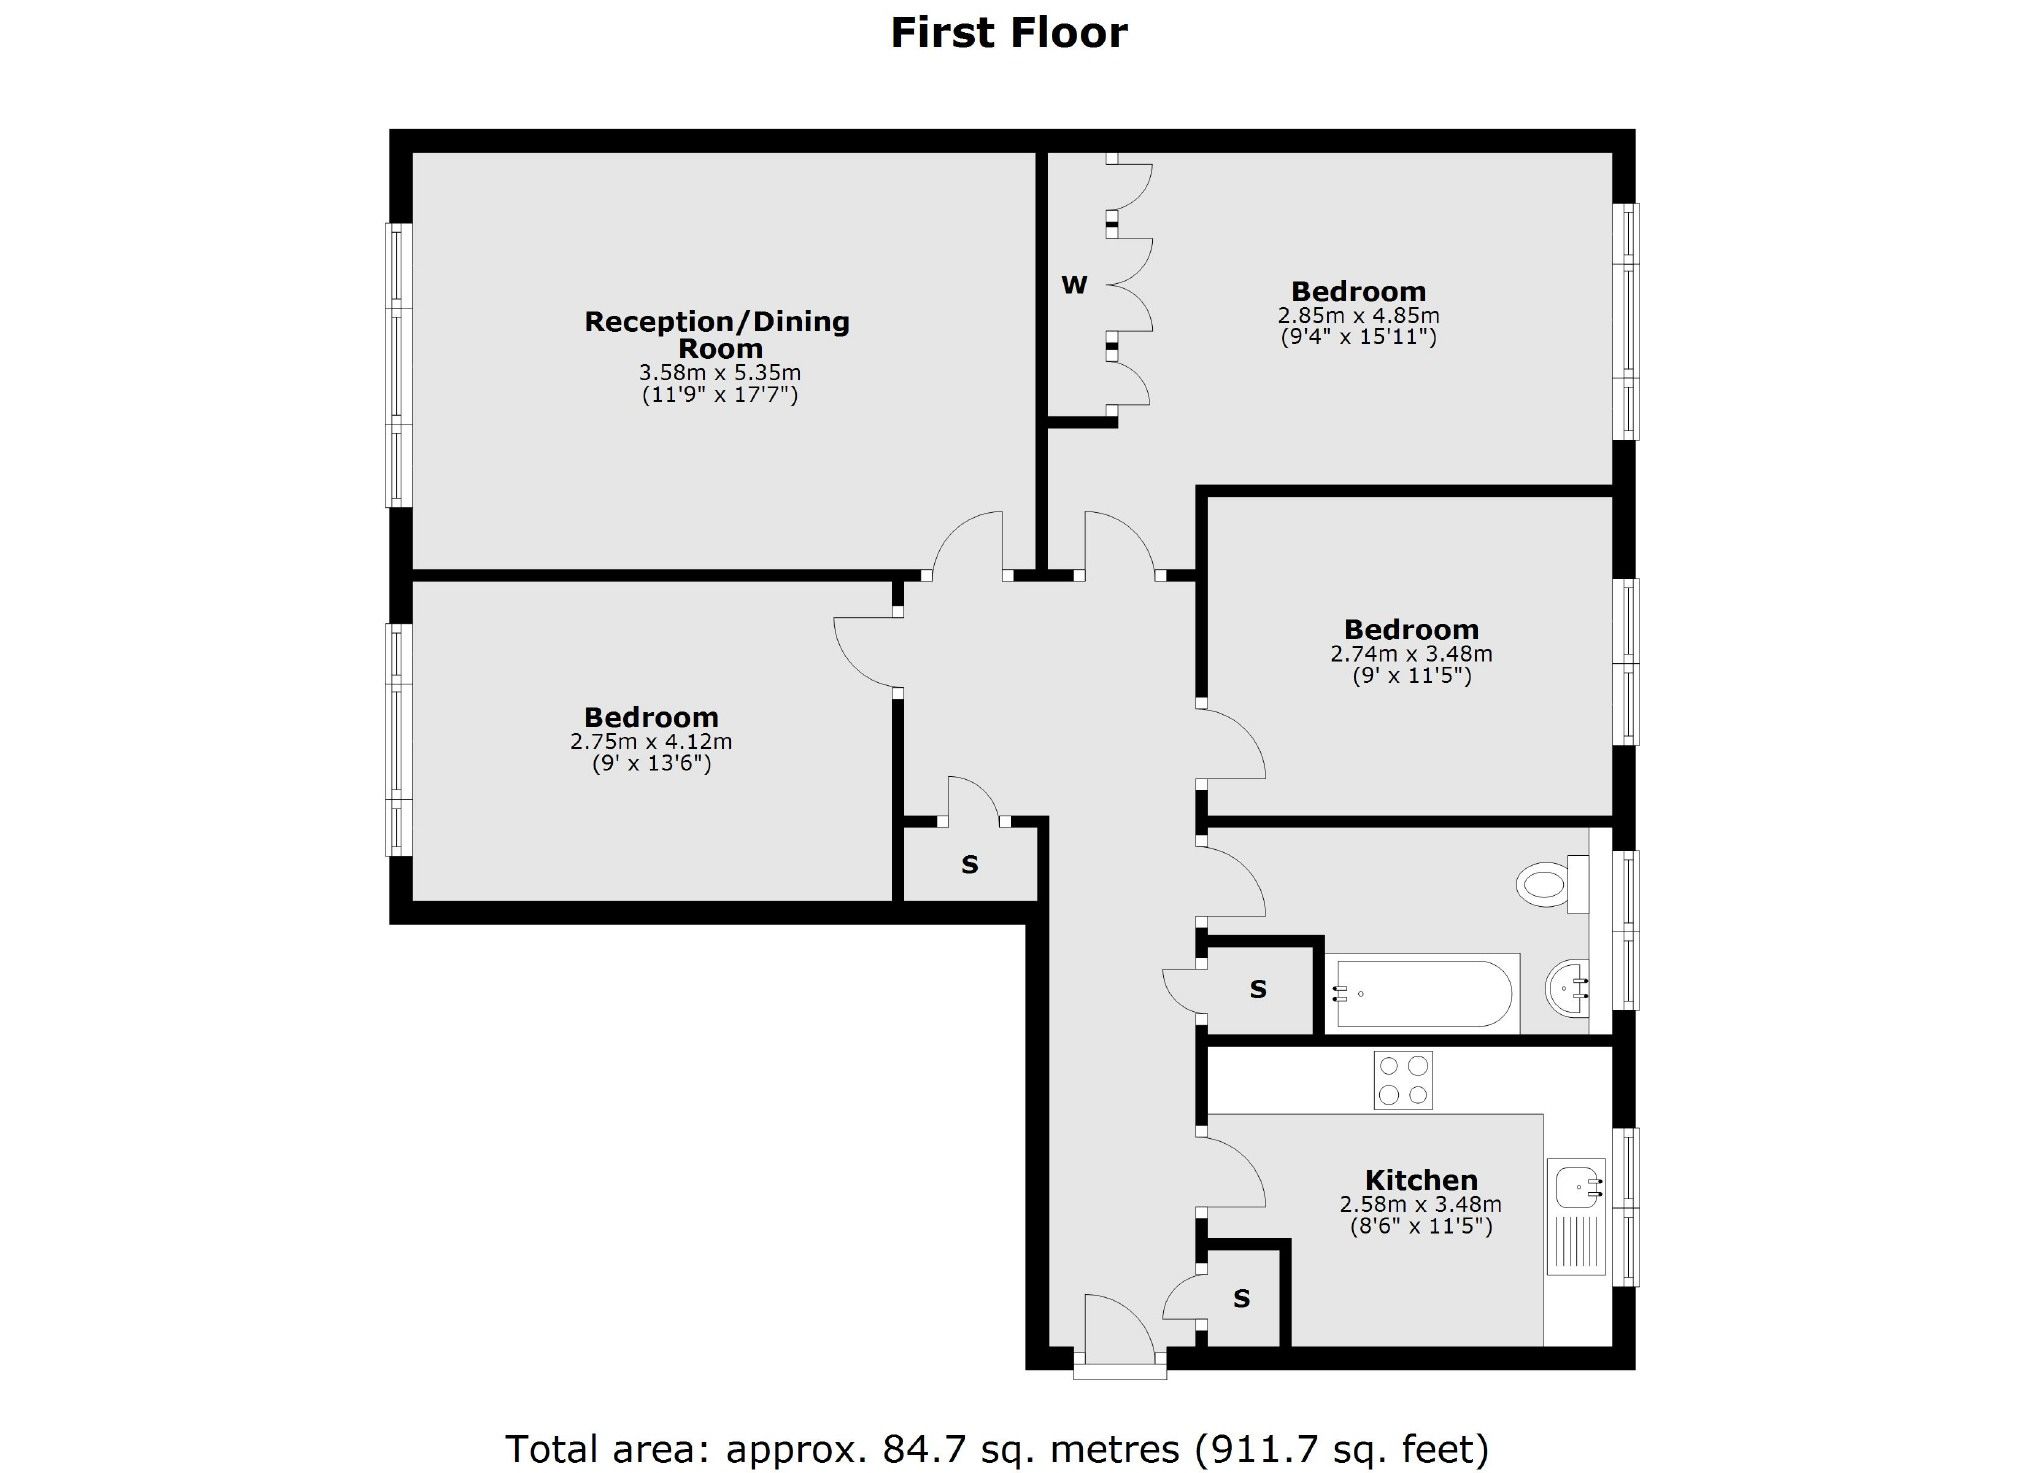 First Floor
Reception/Dining
Room
3.58m x 5.35m
(11'9" x 17'7")
W
Bedroom
2.85m x 4.85m
(9'4" x 15'11")
Bedroom
2.74m x 3.48m
(9' x 11'5")
Bedroom
2.75m x 4.12m
(9' x 13'6")
S
S
Kitchen
2.58m x 3.48m
(8'6" x 11'5")
S
Total area: approx. 84.7 sq. metres (911.7 sq. feet)